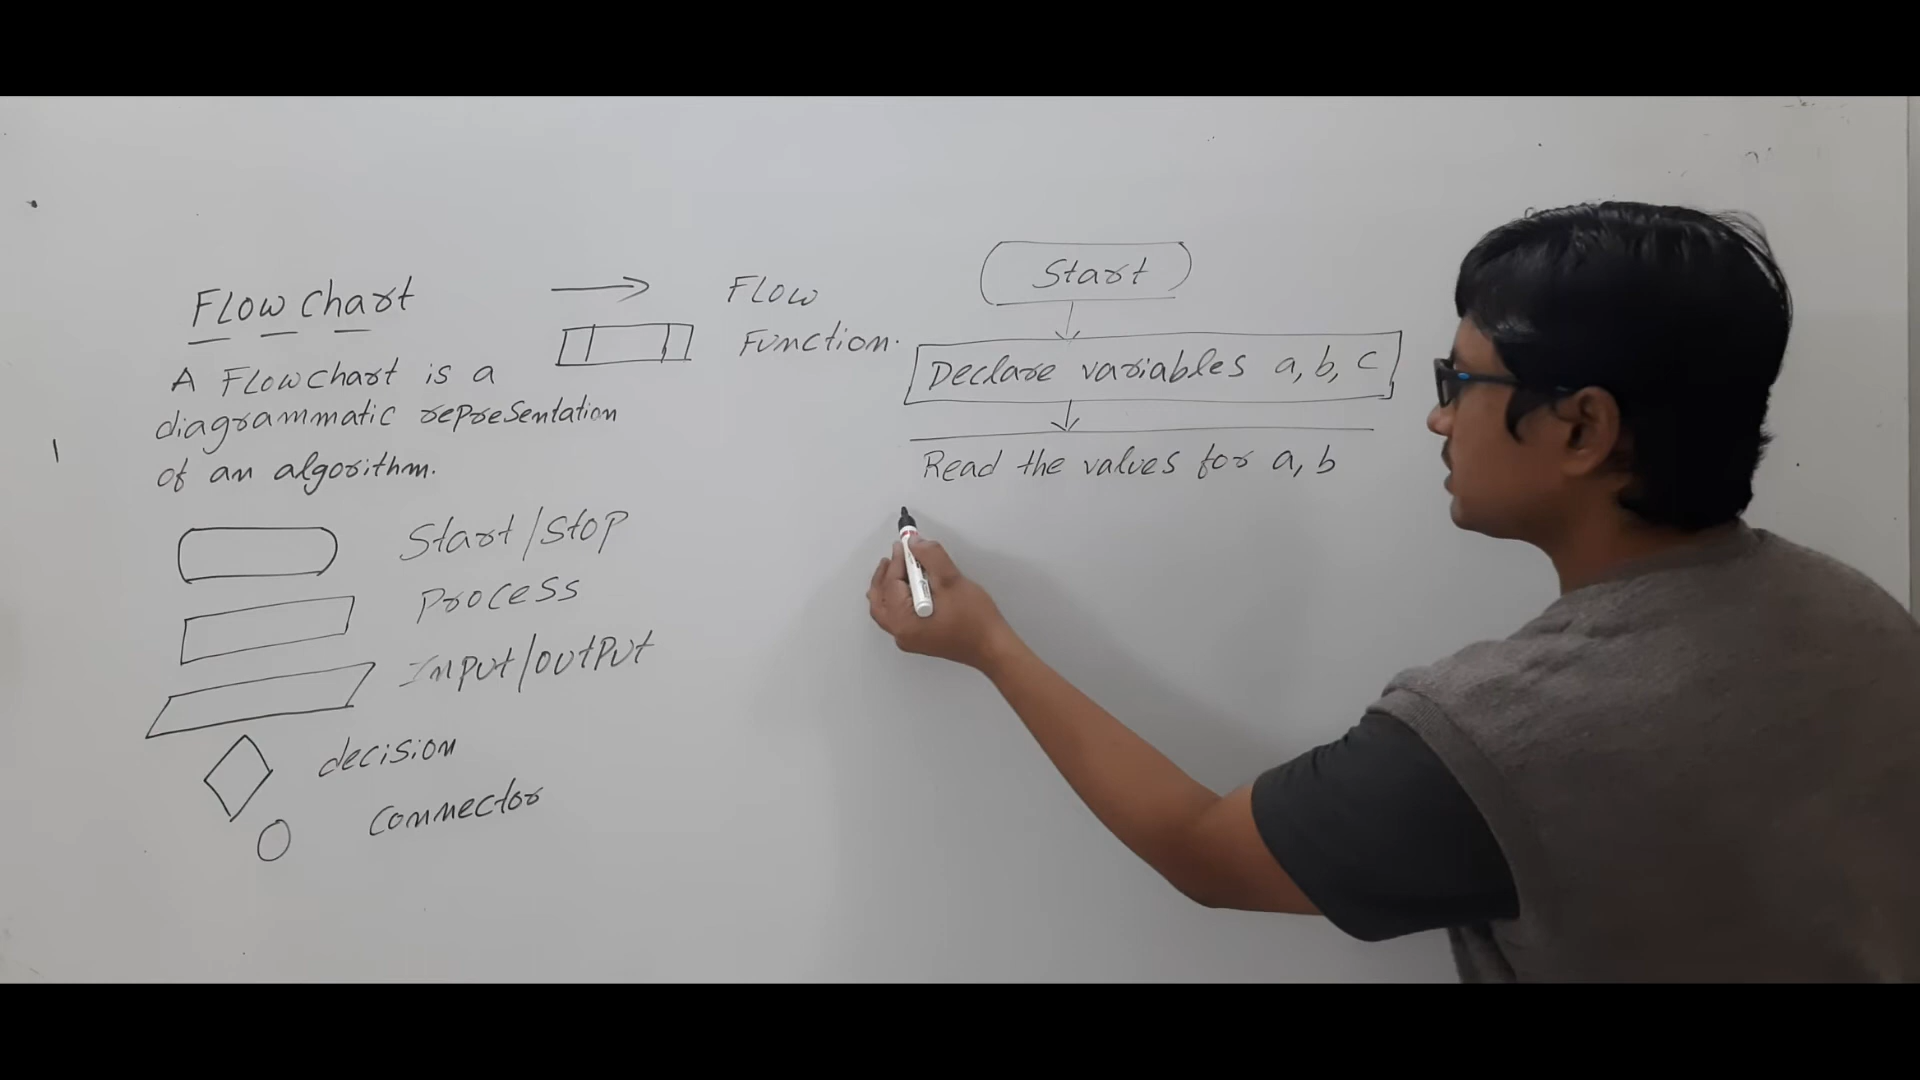 FLow chart
A FLowchart is a
diagrammatic representation
of an algorithm.
Start/Stop
Process
Input/outPut
decision
Connector
FLow
Function.
Start
Declare variables a, b, c
Read the values for a, b